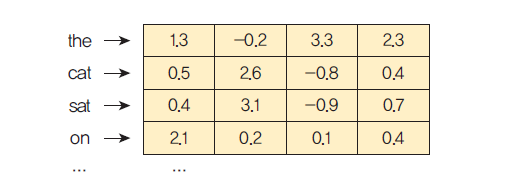 the → 1.3 −0.2 3.3 2.3
cat → 0.5 2.6 −0.8 0.4
sat → 0.4 3.1 −0.9 0.7
on → 2.1 0.2 0.1 0.4
... ...